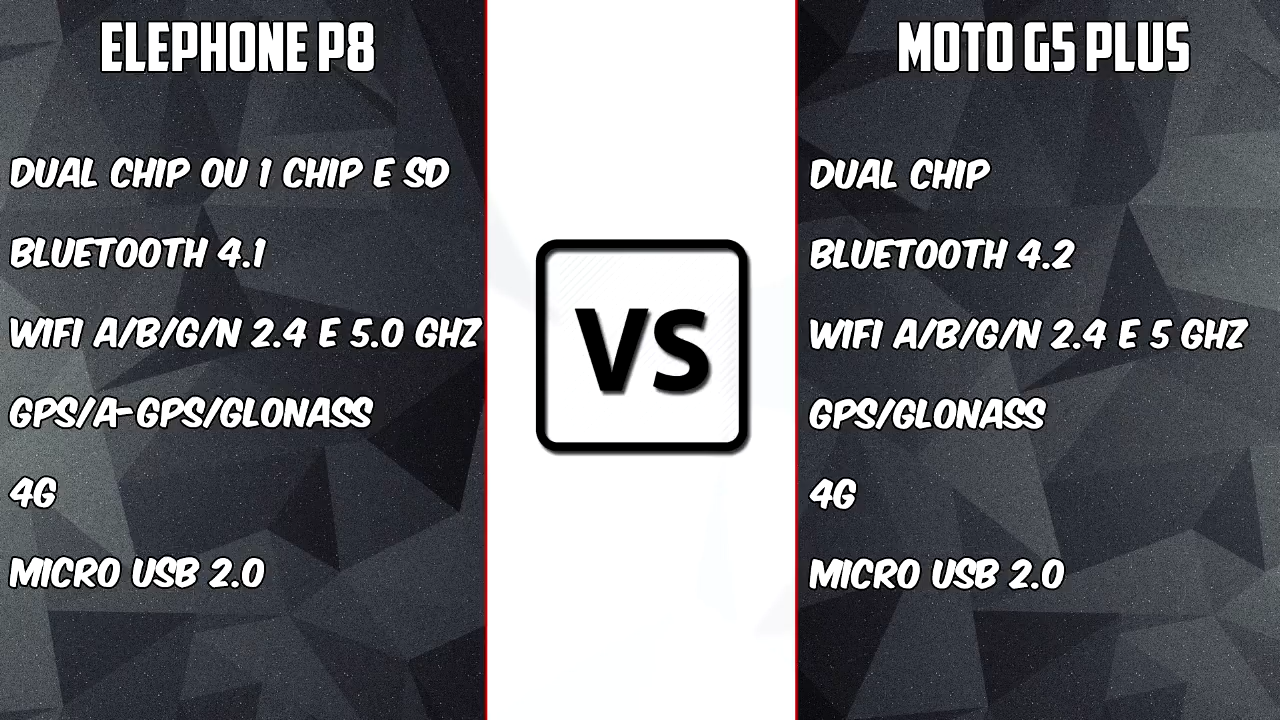 ELEPHONE P8
DUAL CHIP OU 1 CHIP E SD
BLUETOOTH 4.1
WIFI A/B/G/N 2.4 E 5.0 GHZ
GPS/A-GPS/GLONASS
4G
MICRO USB 2.0
VS
MOTO G5 PLUS
DUAL CHIP
BLUETOOTH 4.2
WIFI A/B/G/N 2.4 E 5 GHZ
GPS/GLONASS
4G
MICRO USB 2.0